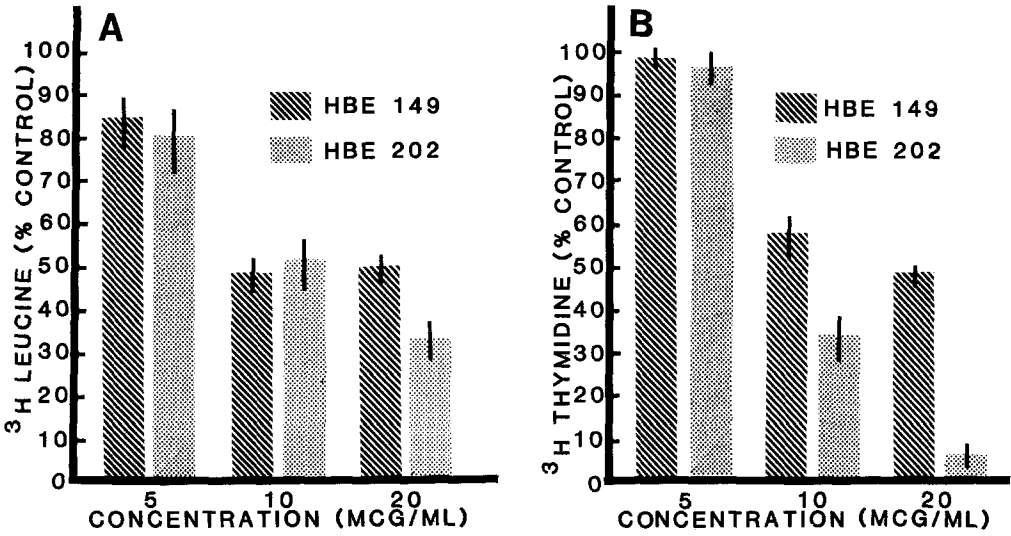 A
³H LEUCINE (% CONTROL)
100
90
80
70
60
50
40
30
20
10
0
HBE 149
HBE 202
5 10 20
CONCENTRATION (MCG/ML)
B
³H THYMIDINE (% CONTROL)
100
90
80
70
60
50
40
30
20
10
0
HBE 149
HBE 202
5 10 20
CONCENTRATION (MCG/ML)